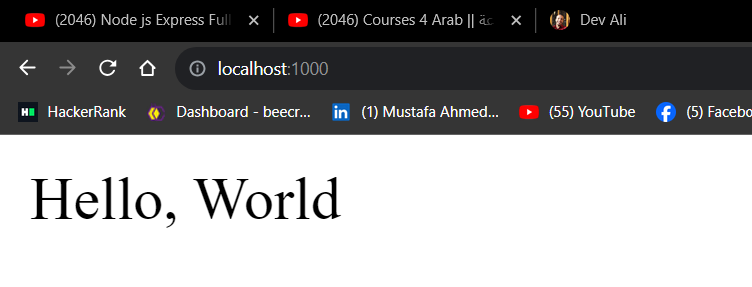 (2046) Node js Express Full
(2046) Courses 4 Arab ||
Dev Ali
localhost:1000
HackerRank
Dashboard - beecr...
(1) Mustafa Ahmed...
(55) YouTube
(5) Facebo
Hello, World